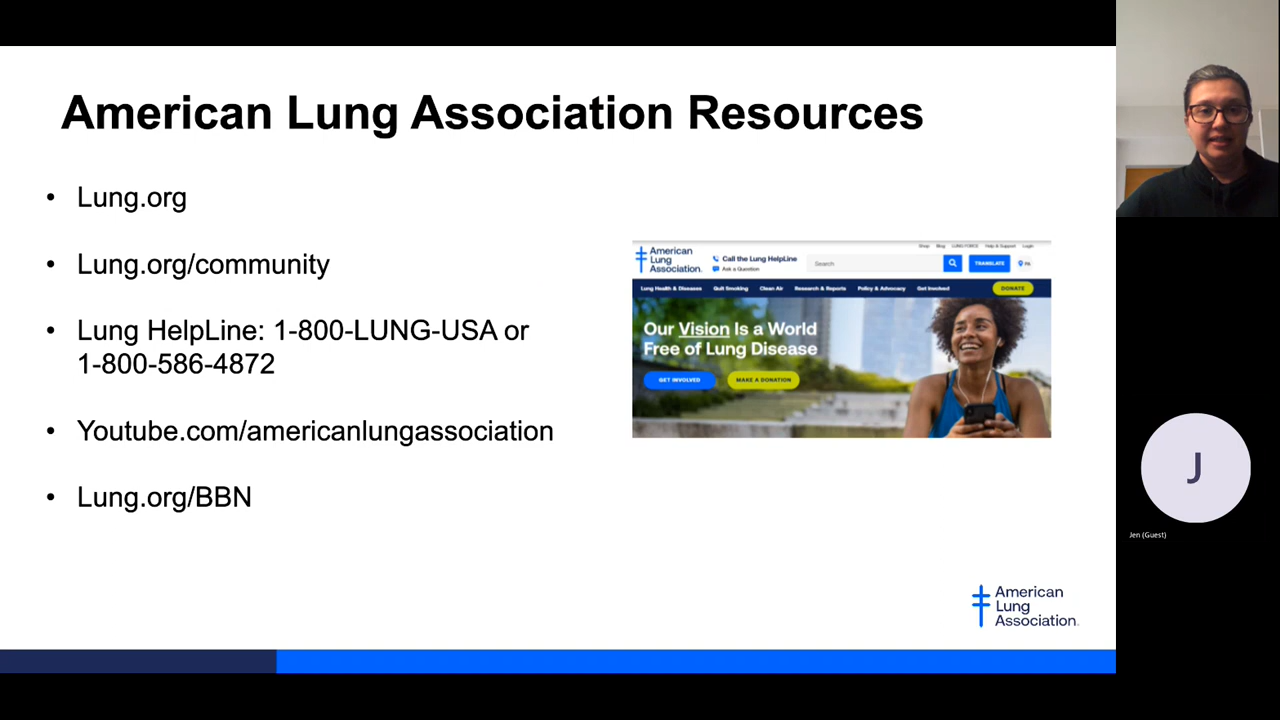 American Lung Association Resources
• Lung.org
• Lung.org/community
• Lung HelpLine: 1-800-LUNG-USA or
1-800-586-4872
• Youtube.com/americanlungassociation
• Lung.org/BBN
Shop Blog LUNG FORCE Help & Support Login
American
Lung
Association.
Call the Lung HelpLine
Ask a Question
Search
TRANSLATE
PA
Lung Health & Diseases Quit Smoking Clean Air Research & Reports Policy & Advocacy Get Involved
DONATE
Our Vision Is a World
Free of Lung Disease
GET INVOLVED
MAKE A DONATION
American
Lung
Association.
J
Jen (Guest)